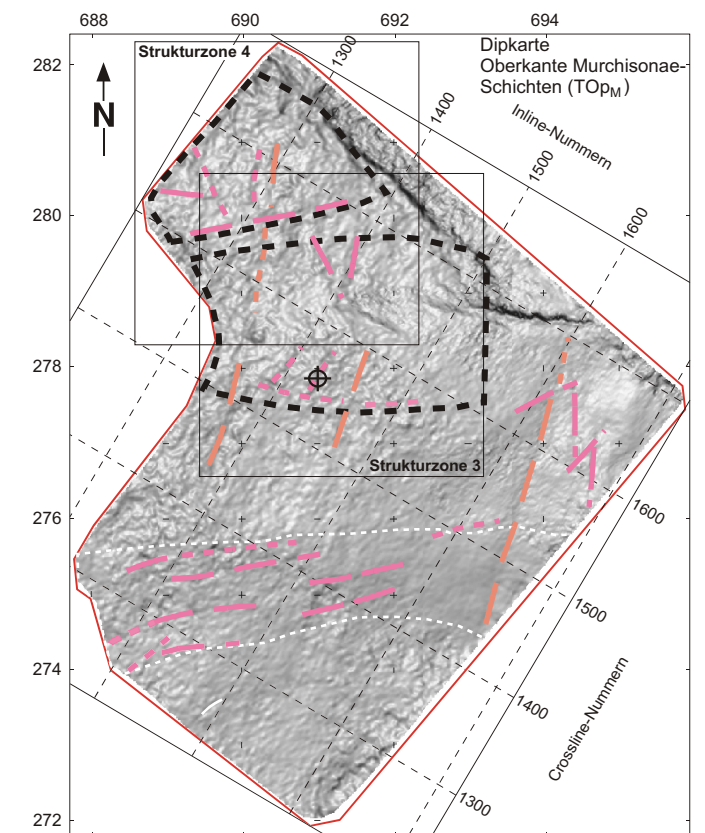 688 690 692 694
282
280
278
276
274
272
Strukturzone 4
N
Dipkarte
Oberkante Murchisonae-
Schichten (TOpM)
Inline-Nummern
1300
1400
1500
1600
Strukturzone 3
1600
1500
1400
1300
Crossline-Nummern